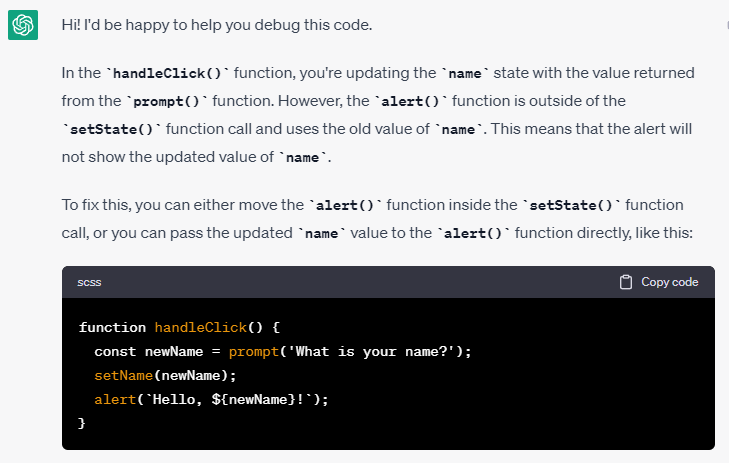 Hi! I'd be happy to help you debug this code.
In the `handleClick()` function, you're updating the `name` state with the value returned
from the `prompt()` function. However, the `alert()` function is outside of the
`setState()` function call and uses the old value of `name`. This means that the alert will
not show the updated value of `name`.
To fix this, you can either move the `alert()` function inside the `setState()` function
call, or you can pass the updated `name` value to the `alert()` function directly, like this:
scss Copy code
function handleClick() {
  const newName = prompt('What is your name?');
  setName(newName);
  alert(`Hello, ${newName}!`);
}